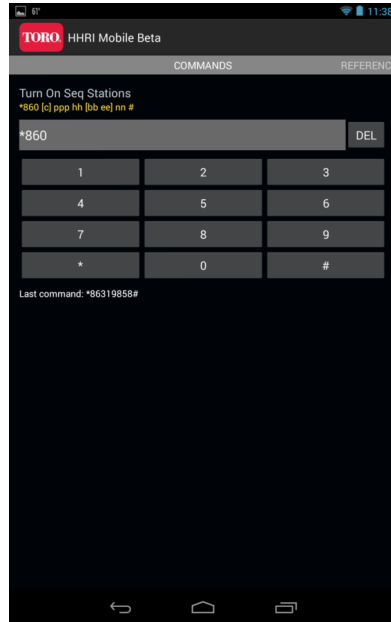 61°
11:38
TORO. HHRI Mobile Beta
COMMANDS
REFERENC
Turn On Seq Stations
*860 [c] ppp hh [bb ee] nn #
*860
DEL
1 2 3
4 5 6
7 8 9
* 0 #
Last command: *86319858#